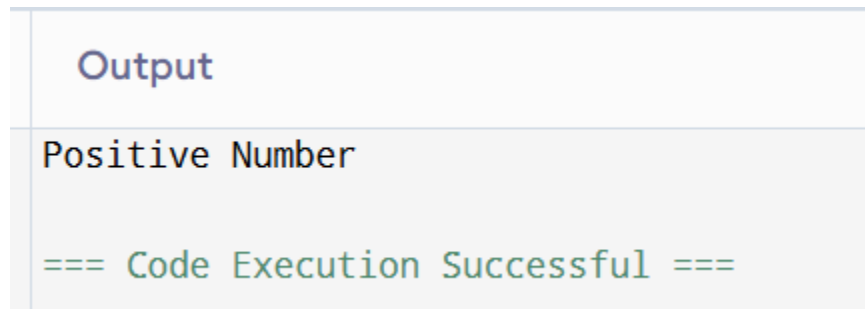 Output
Positive Number
=== Code Execution Successful ===